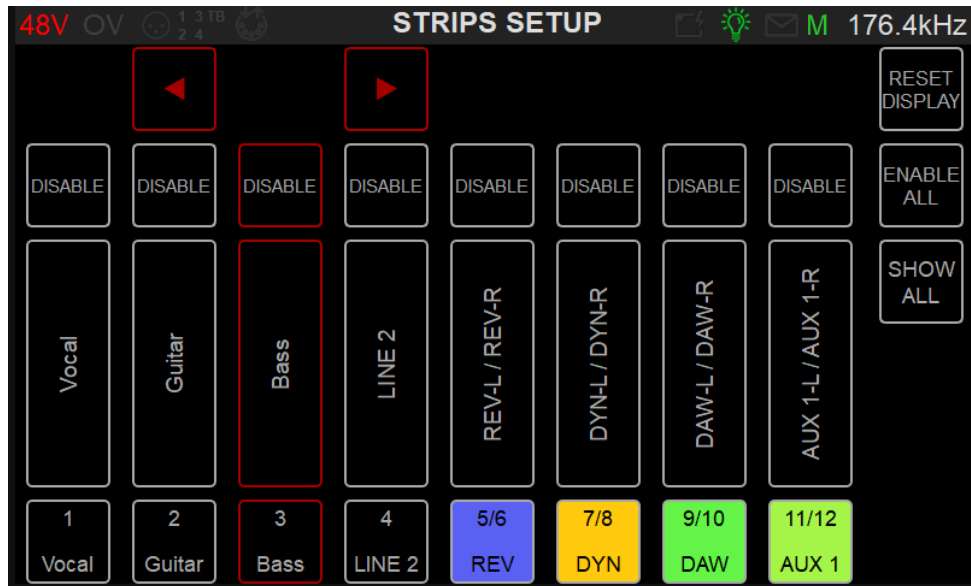 48V OV 1 3 TB STRIPS SETUP M 176.4kHz
2 4
RESET
DISPLAY
DISABLE DISABLE DISABLE DISABLE DISABLE DISABLE DISABLE DISABLE
ENABLE
ALL
SHOW
ALL
Vocal
Guitar
Bass
LINE 2
REV-L / REV-R
DYN-L / DYN-R
DAW-L / DAW-R
AUX 1-L / AUX 1-R
1 2 3 4 5/6 7/8 9/10 11/12
Vocal Guitar Bass LINE 2 REV DYN DAW AUX 1